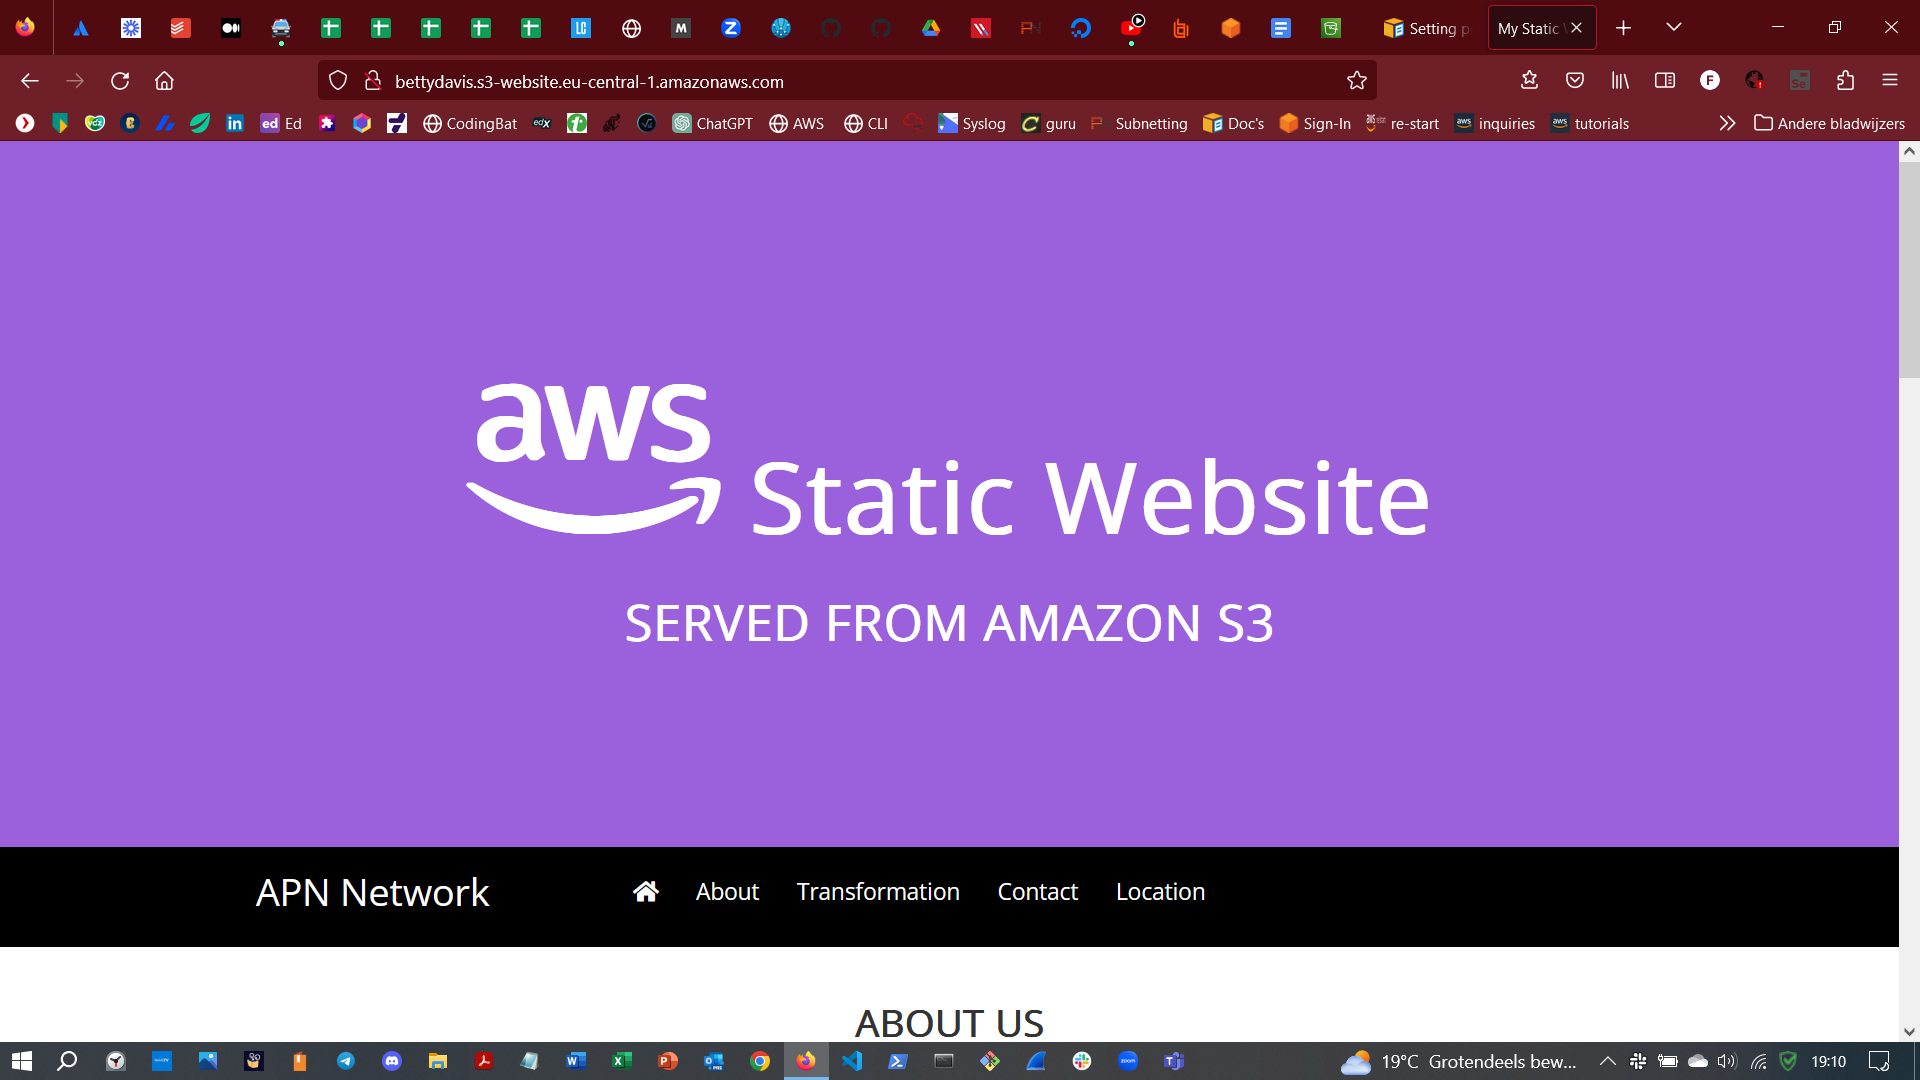 Setting p
My Static W
bettydavis.s3-website.eu-central-1.amazonaws.com
Ed
CodingBat
edX
ChatGPT
AWS
CLI
Syslog
guru
Subnetting
Doc's
Sign-In
re-start
inquiries
tutorials
Andere bladwijzers
aws Static Website
SERVED FROM AMAZON S3
APN Network
About
Transformation
Contact
Location
ABOUT US
19°C Grotendeels bew...
19:10